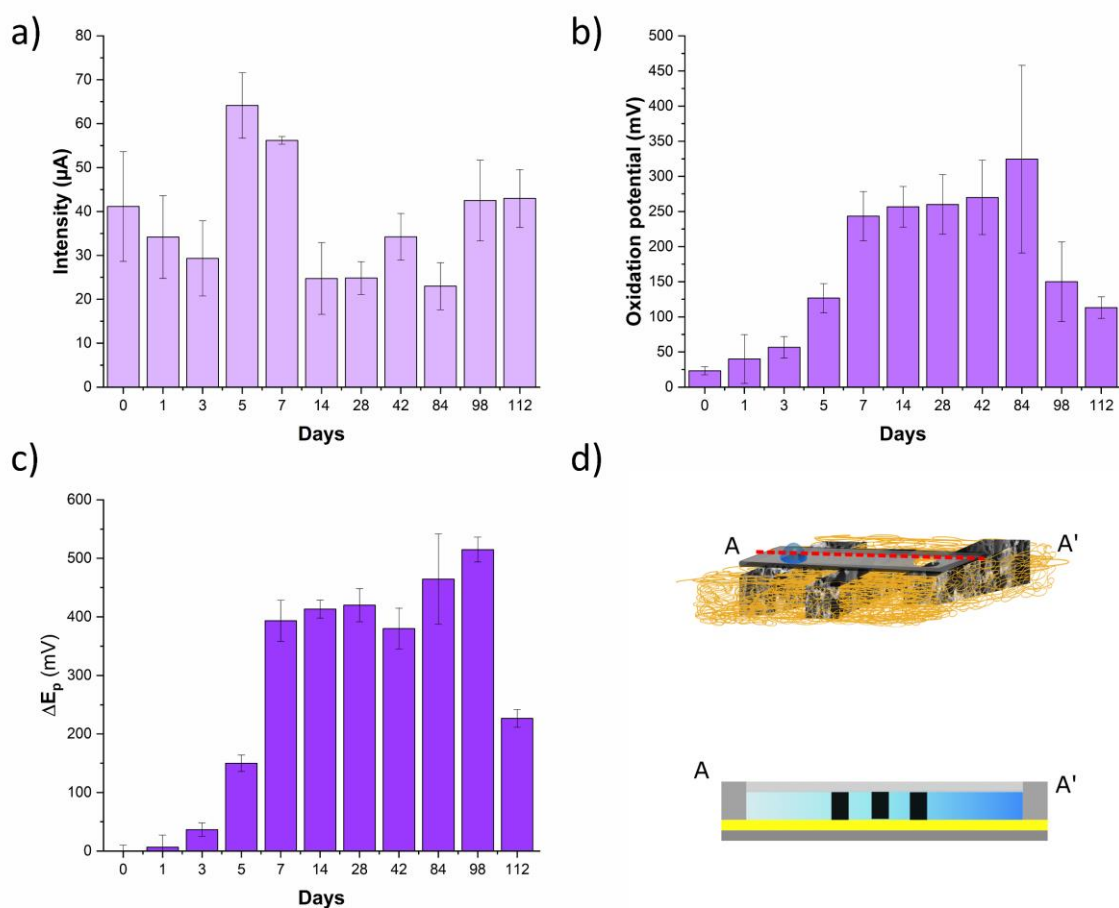 a)
80
70
60
50
40
30
20
10
0
Intensity (µA)
0 1 3 5 7 14 28 42 84 98 112
Days
b)
500
450
400
350
300
250
200
150
100
50
0
Oxidation potential (mV)
0 1 3 5 7 14 28 42 84 98 112
Days
c)
600
500
400
300
200
100
0
ΔEp (mV)
0 1 3 5 7 14 28 42 84 98 112
Days
d)
A A'
A A'